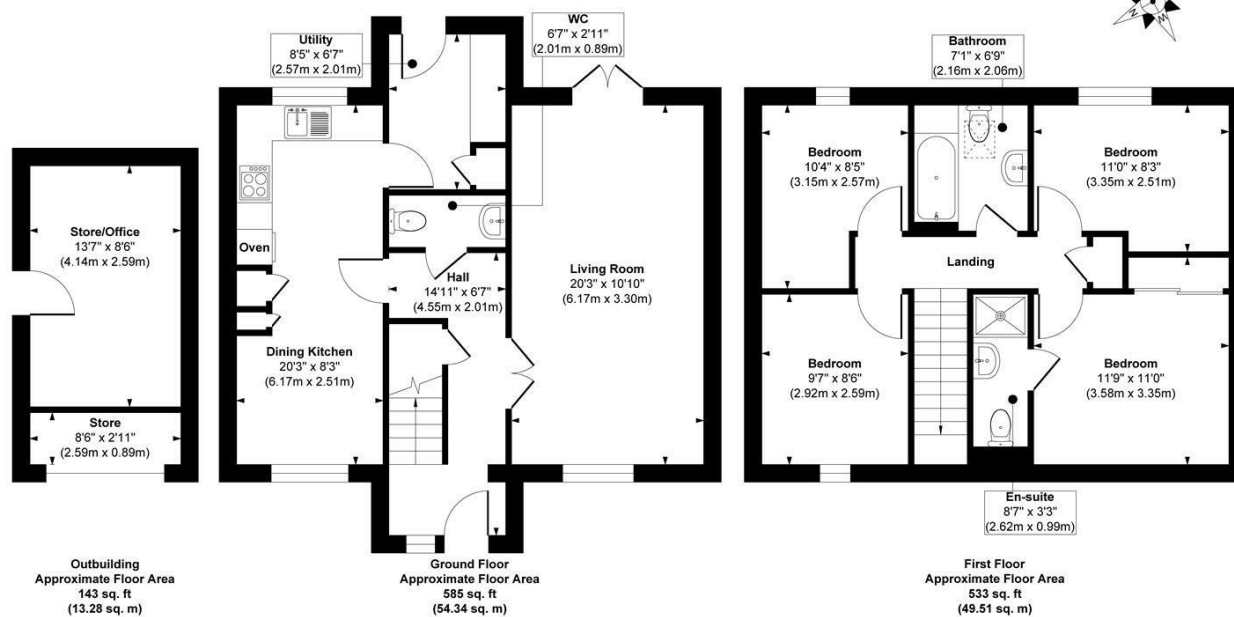 Utility
8'5" x 6'7"
(2.57m x 2.01m)
WC
6'7" x 2'11"
(2.01m x 0.89m)
Bathroom
7'1" x 6'9"
(2.16m x 2.06m)
Store/Office
13'7" x 8'6"
(4.14m x 2.59m)
Store
8'6" x 2'11"
(2.59m x 0.89m)
Oven
Dining Kitchen
20'3" x 8'3"
(6.17m x 2.51m)
Hall
14'11" x 6'7"
(4.55m x 2.01m)
Living Room
20'3" x 10'10"
(6.17m x 3.30m)
Bedroom
10'4" x 8'5"
(3.15m x 2.57m)
Bedroom
11'0" x 8'3"
(3.35m x 2.51m)
Landing
Bedroom
9'7" x 8'6"
(2.92m x 2.59m)
Bedroom
11'9" x 11'0"
(3.58m x 3.35m)
En-suite
8'7" x 3'3"
(2.62m x 0.99m)
Outbuilding
Approximate Floor Area
143 sq. ft
(13.28 sq. m)
Ground Floor
Approximate Floor Area
585 sq. ft
(54.34 sq. m)
First Floor
Approximate Floor Area
533 sq. ft
(49.51 sq. m)